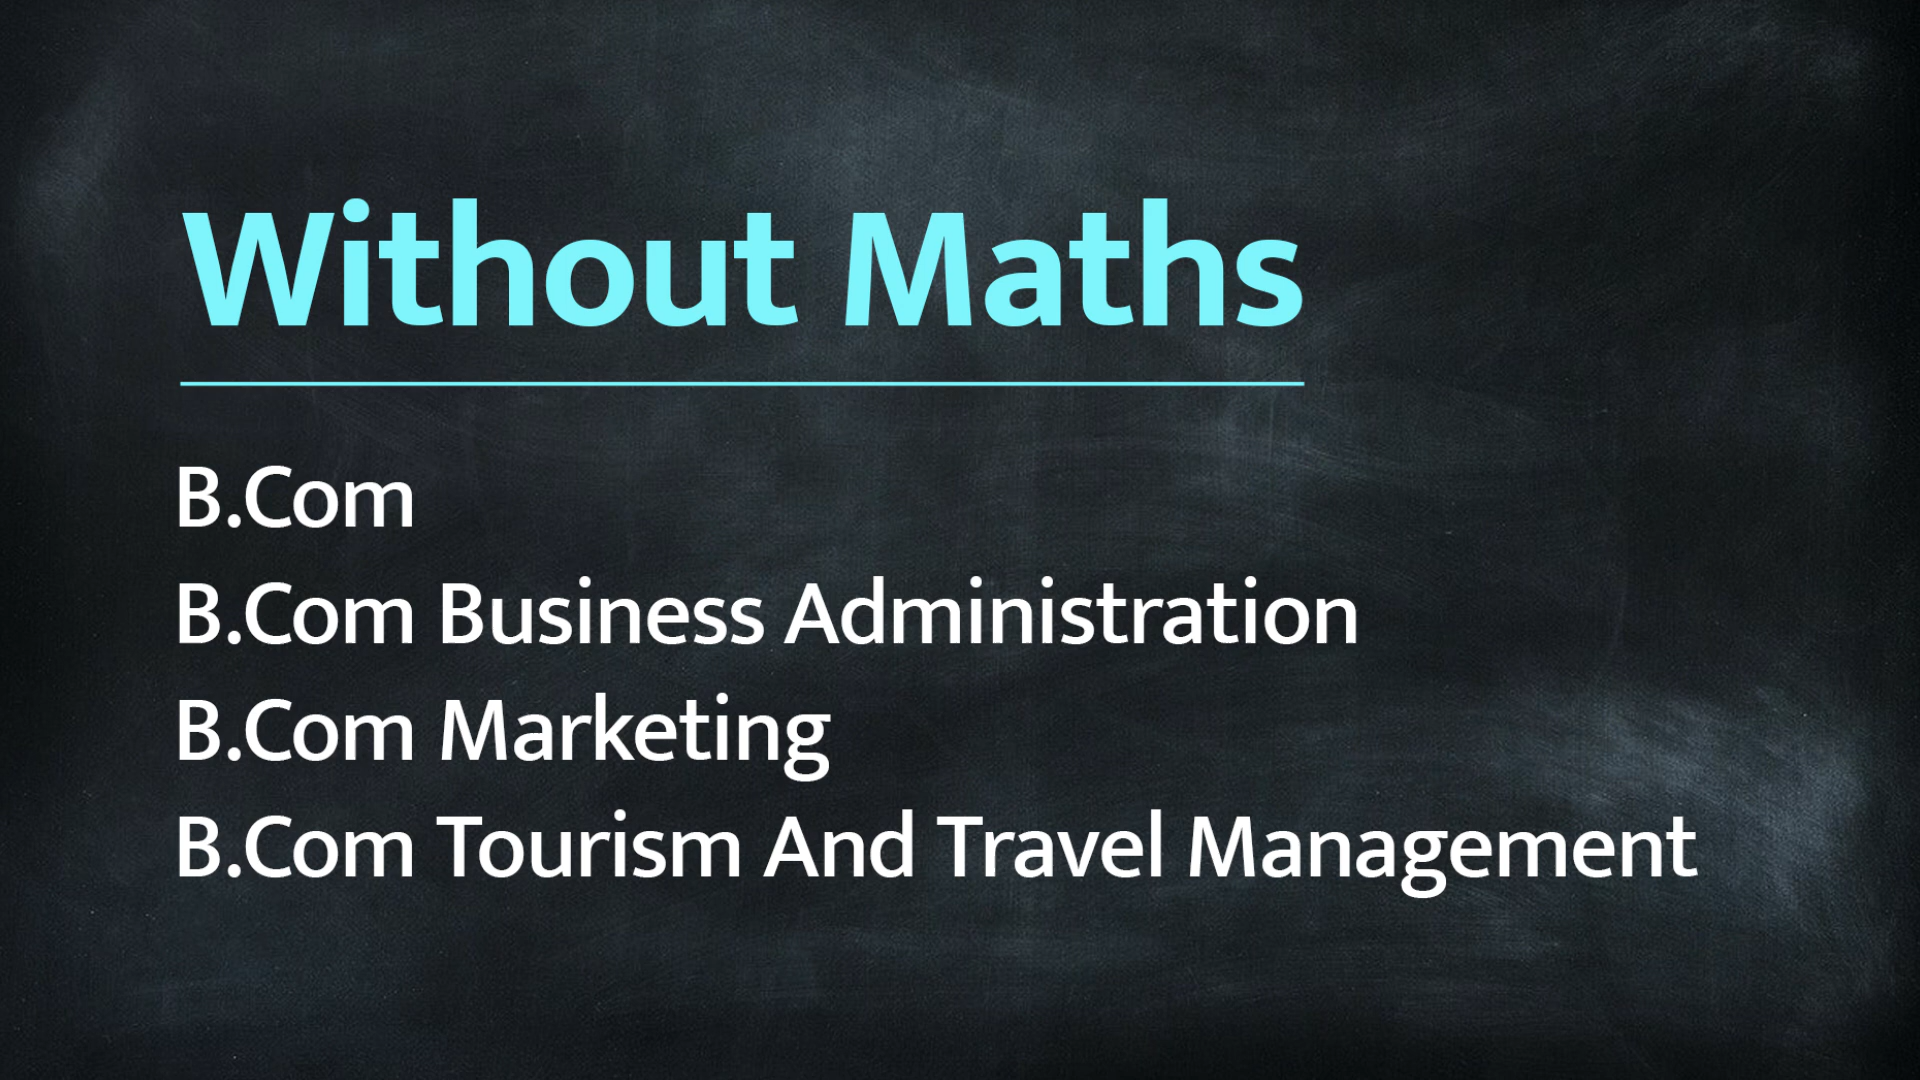 Without Maths
B.Com
B.Com Business Administration
B.Com Marketing
B.Com Tourism And Travel Management